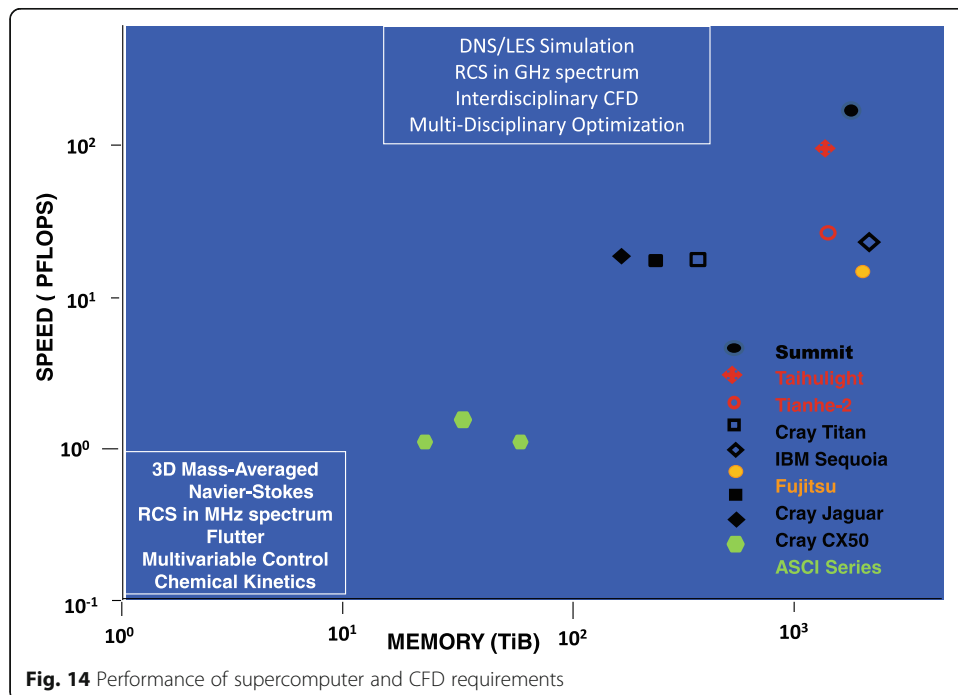 DNS/LES Simulation
RCS in GHz spectrum
Interdisciplinary CFD
Multi-Disciplinary Optimization
10²
10¹
10⁰
10⁻¹
SPEED ( PFLOPS)
Summit
Taihulight
Tianhe-2
Cray Titan
IBM Sequoia
Fujitsu
Cray Jaguar
Cray CX50
ASCI Series
3D Mass-Averaged
Navier-Stokes
RCS in MHz spectrum
Flutter
Multivariable Control
Chemical Kinetics
10⁰
10¹
10²
10³
MEMORY (TiB)
Fig. 14 Performance of supercomputer and CFD requirements